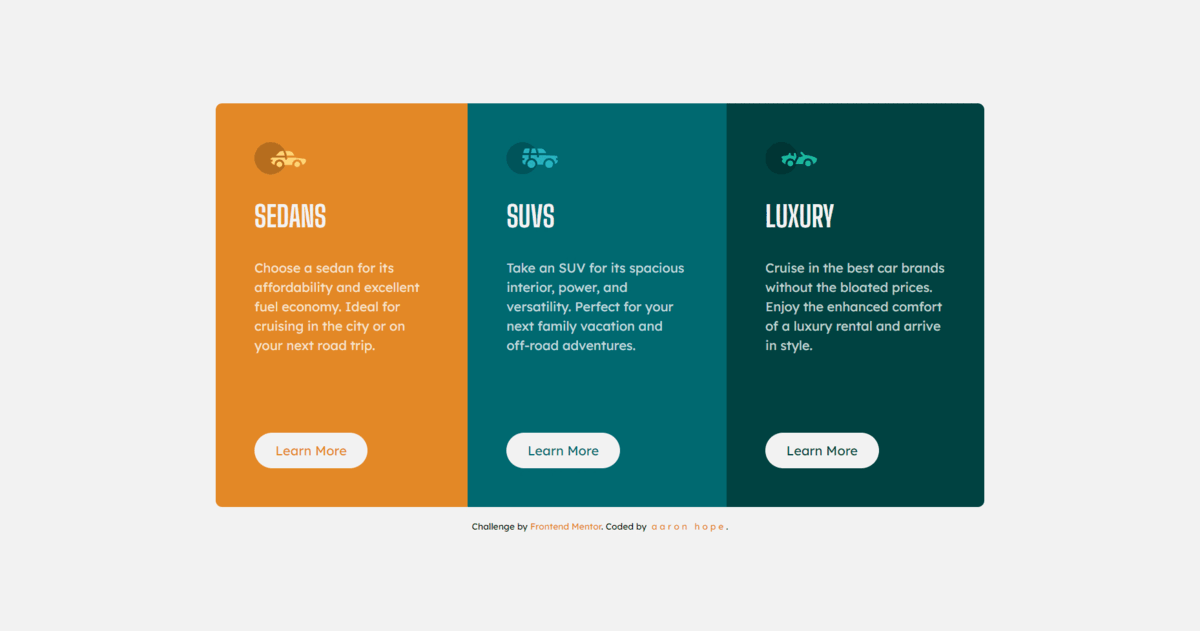 SEDANS
Choose a sedan for its
affordability and excellent
fuel economy. Ideal for
cruising in the city or on
your next road trip.
Learn More
SUVS
Take an SUV for its spacious
interior, power, and
versatility. Perfect for your
next family vacation and
off-road adventures.
Learn More
LUXURY
Cruise in the best car brands
without the bloated prices.
Enjoy the enhanced comfort
of a luxury rental and arrive
in style.
Learn More
Challenge by Frontend Mentor. Coded by aaron hope.